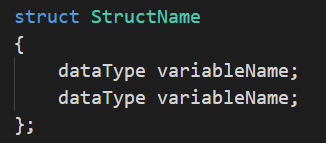 struct StructName
{
    dataType variableName;
    dataType variableName;
};